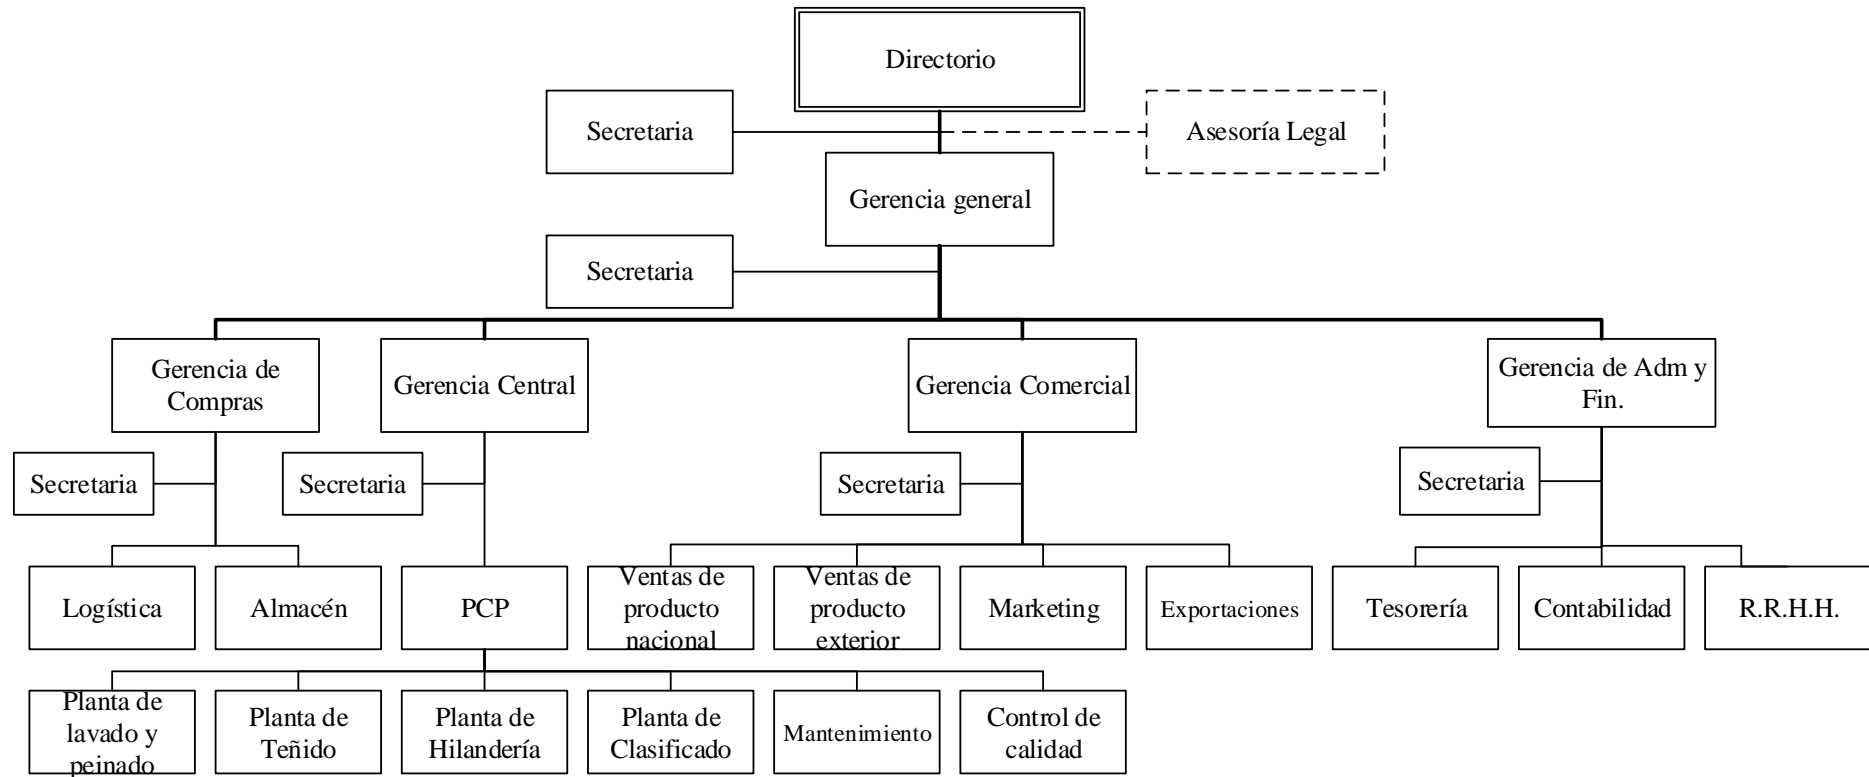 Directorio
Secretaria
Asesoría Legal
Gerencia general
Secretaria
Gerencia de
Compras
Gerencia Central
Gerencia Comercial
Gerencia de Adm y
Fin.
Secretaria
Secretaria
Secretaria
Secretaria
Logística
Almacén
PCP
Ventas de
producto
nacional
Ventas de
producto
exterior
Marketing
Exportaciones
Tesorería
Contabilidad
R.R.H.H.
Planta de
lavado y
peinado
Planta de
Teñido
Planta de
Hilandería
Planta de
Clasificado
Mantenimiento
Control de
calidad